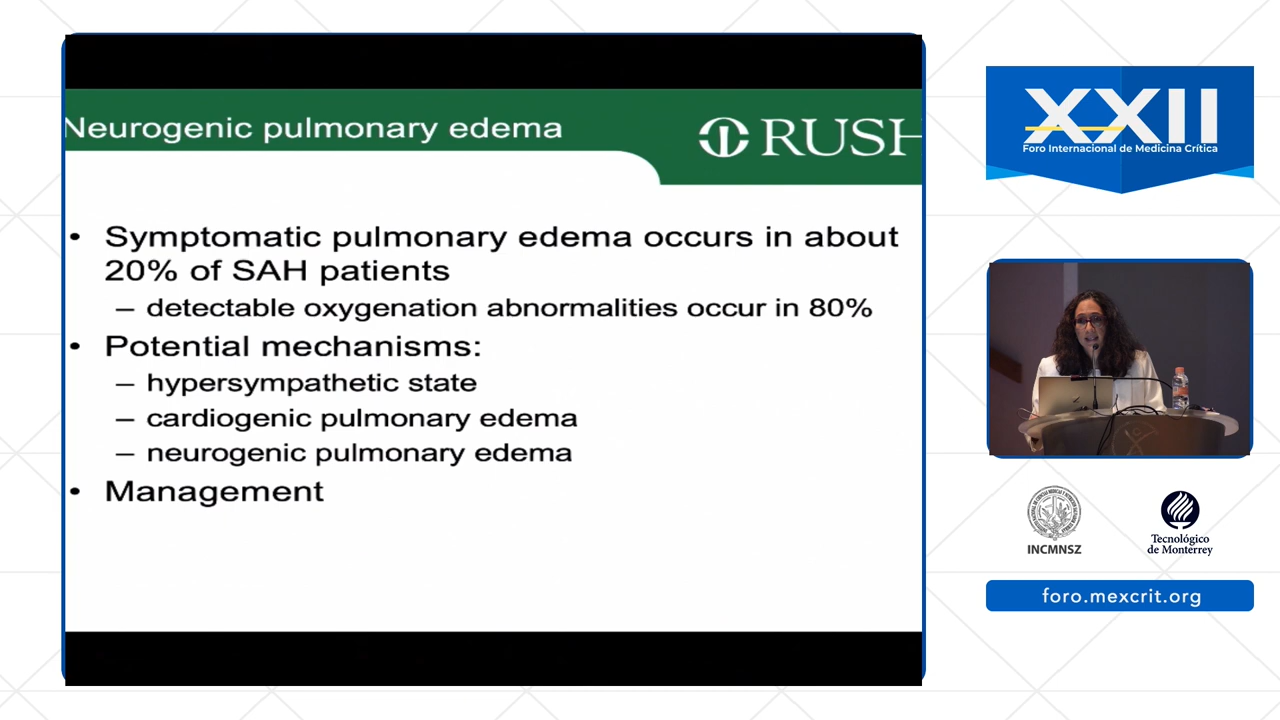 Neurogenic pulmonary edema
RUSH
• Symptomatic pulmonary edema occurs in about
20% of SAH patients
– detectable oxygenation abnormalities occur in 80%
• Potential mechanisms:
– hypersympathetic state
– cardiogenic pulmonary edema
– neurogenic pulmonary edema
• Management
XXII
Foro Internacional de Medicina Crítica
INCMNSZ
Tecnológico
de Monterrey
foro.mexcrit.org